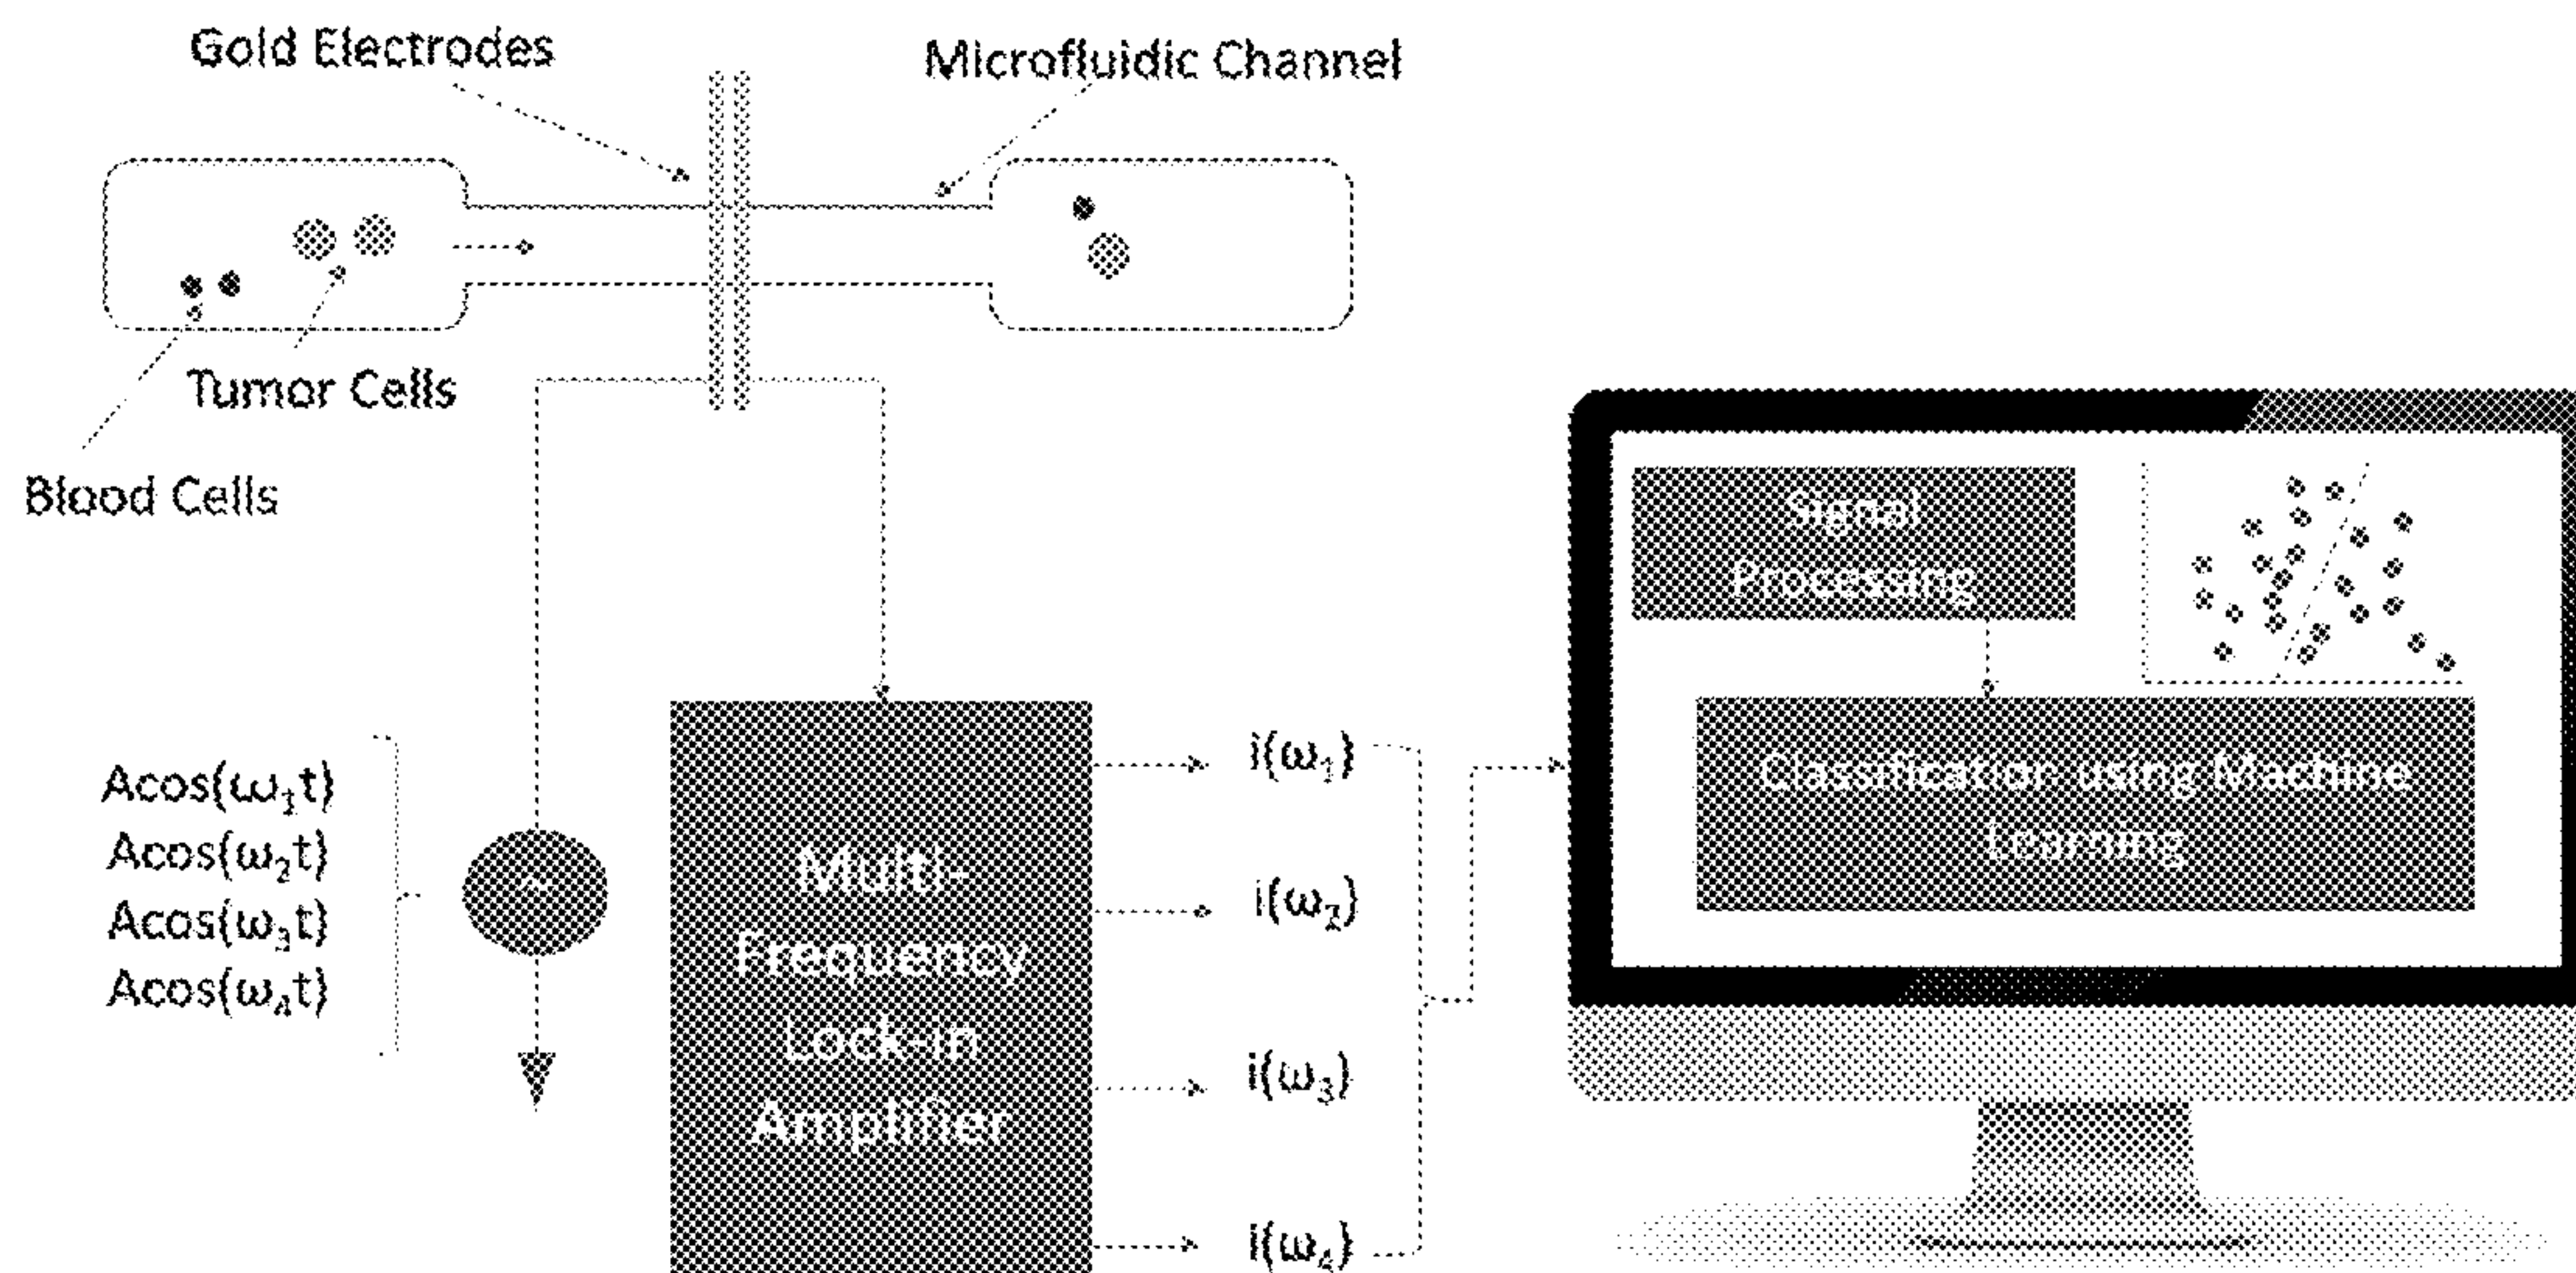 Gold Electrodes
Microfluidic Channel
Tumor Cells
Blood Cells
Signal
Processing
Classification using Machine
Learning
Acos(ω₁t)
Acos(ω₂t)
Acos(ω₃t)
Acos(ω₄t)
~
Multi-
Frequency
Lock-in
Amplifier
i(ω₁)
i(ω₂)
i(ω₃)
i(ω₄)